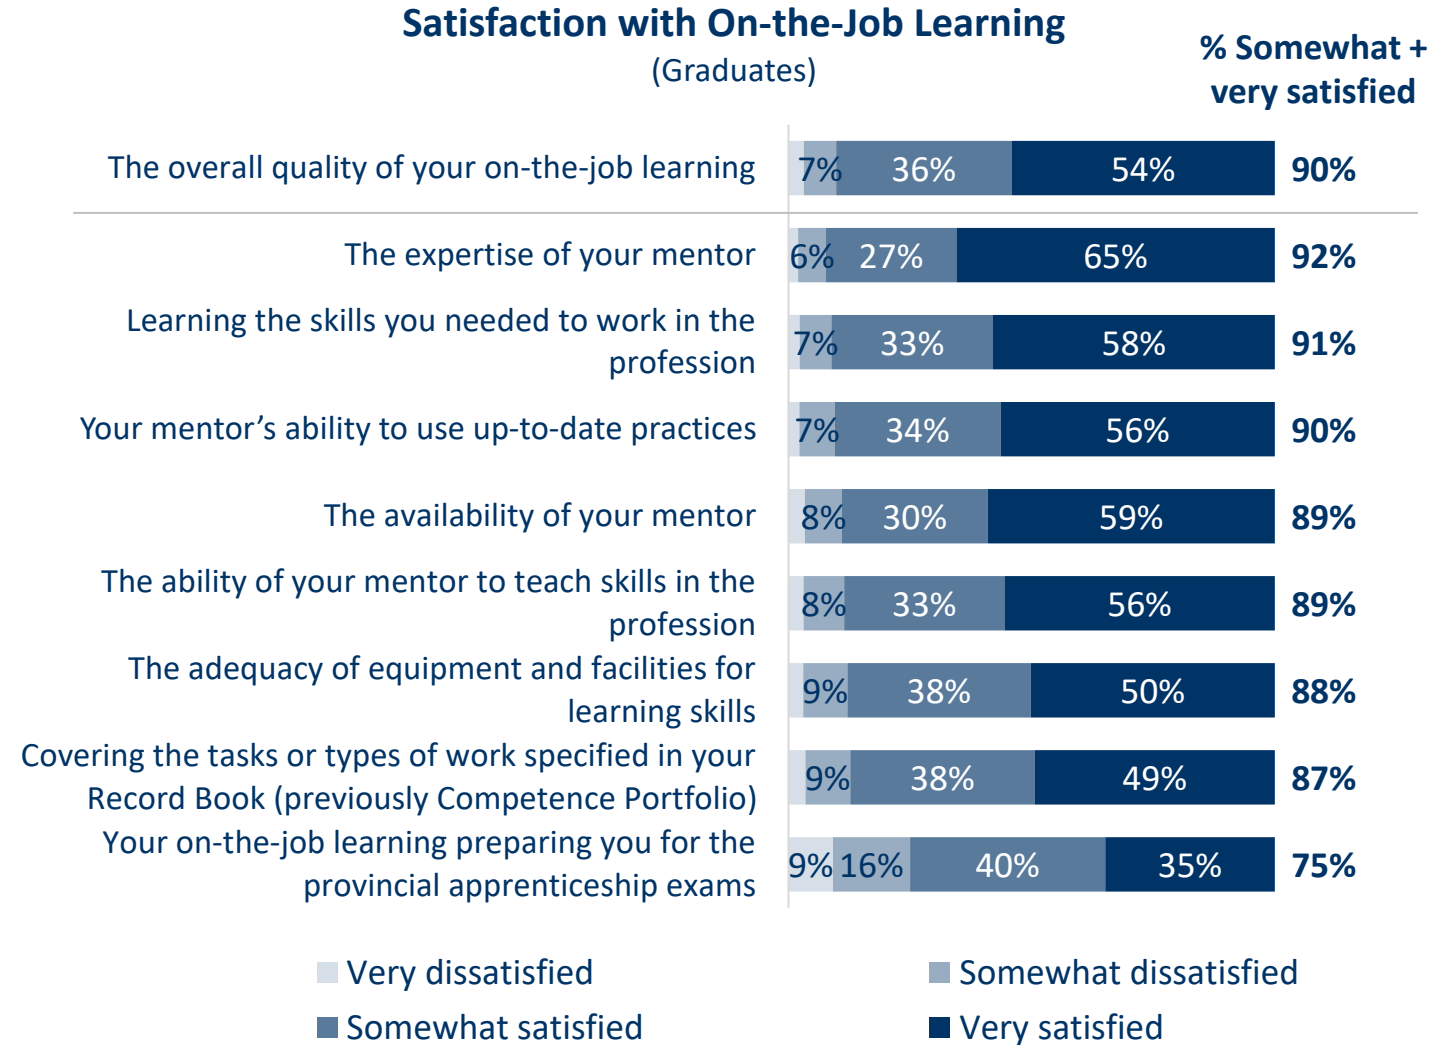 Satisfaction with On-the-Job Learning
(Graduates)
% Somewhat +
very satisfied
The overall quality of your on-the-job learning
7% 36% 54% 90%
The expertise of your mentor
6% 27% 65% 92%
Learning the skills you needed to work in the
profession
7% 33% 58% 91%
Your mentor’s ability to use up-to-date practices
7% 34% 56% 90%
The availability of your mentor
8% 30% 59% 89%
The ability of your mentor to teach skills in the
profession
8% 33% 56% 89%
The adequacy of equipment and facilities for
learning skills
9% 38% 50% 88%
Covering the tasks or types of work specified in your
Record Book (previously Competence Portfolio)
9% 38% 49% 87%
Your on-the-job learning preparing you for the
provincial apprenticeship exams
9% 16% 40% 35% 75%
Very dissatisfied
Somewhat dissatisfied
Somewhat satisfied
Very satisfied